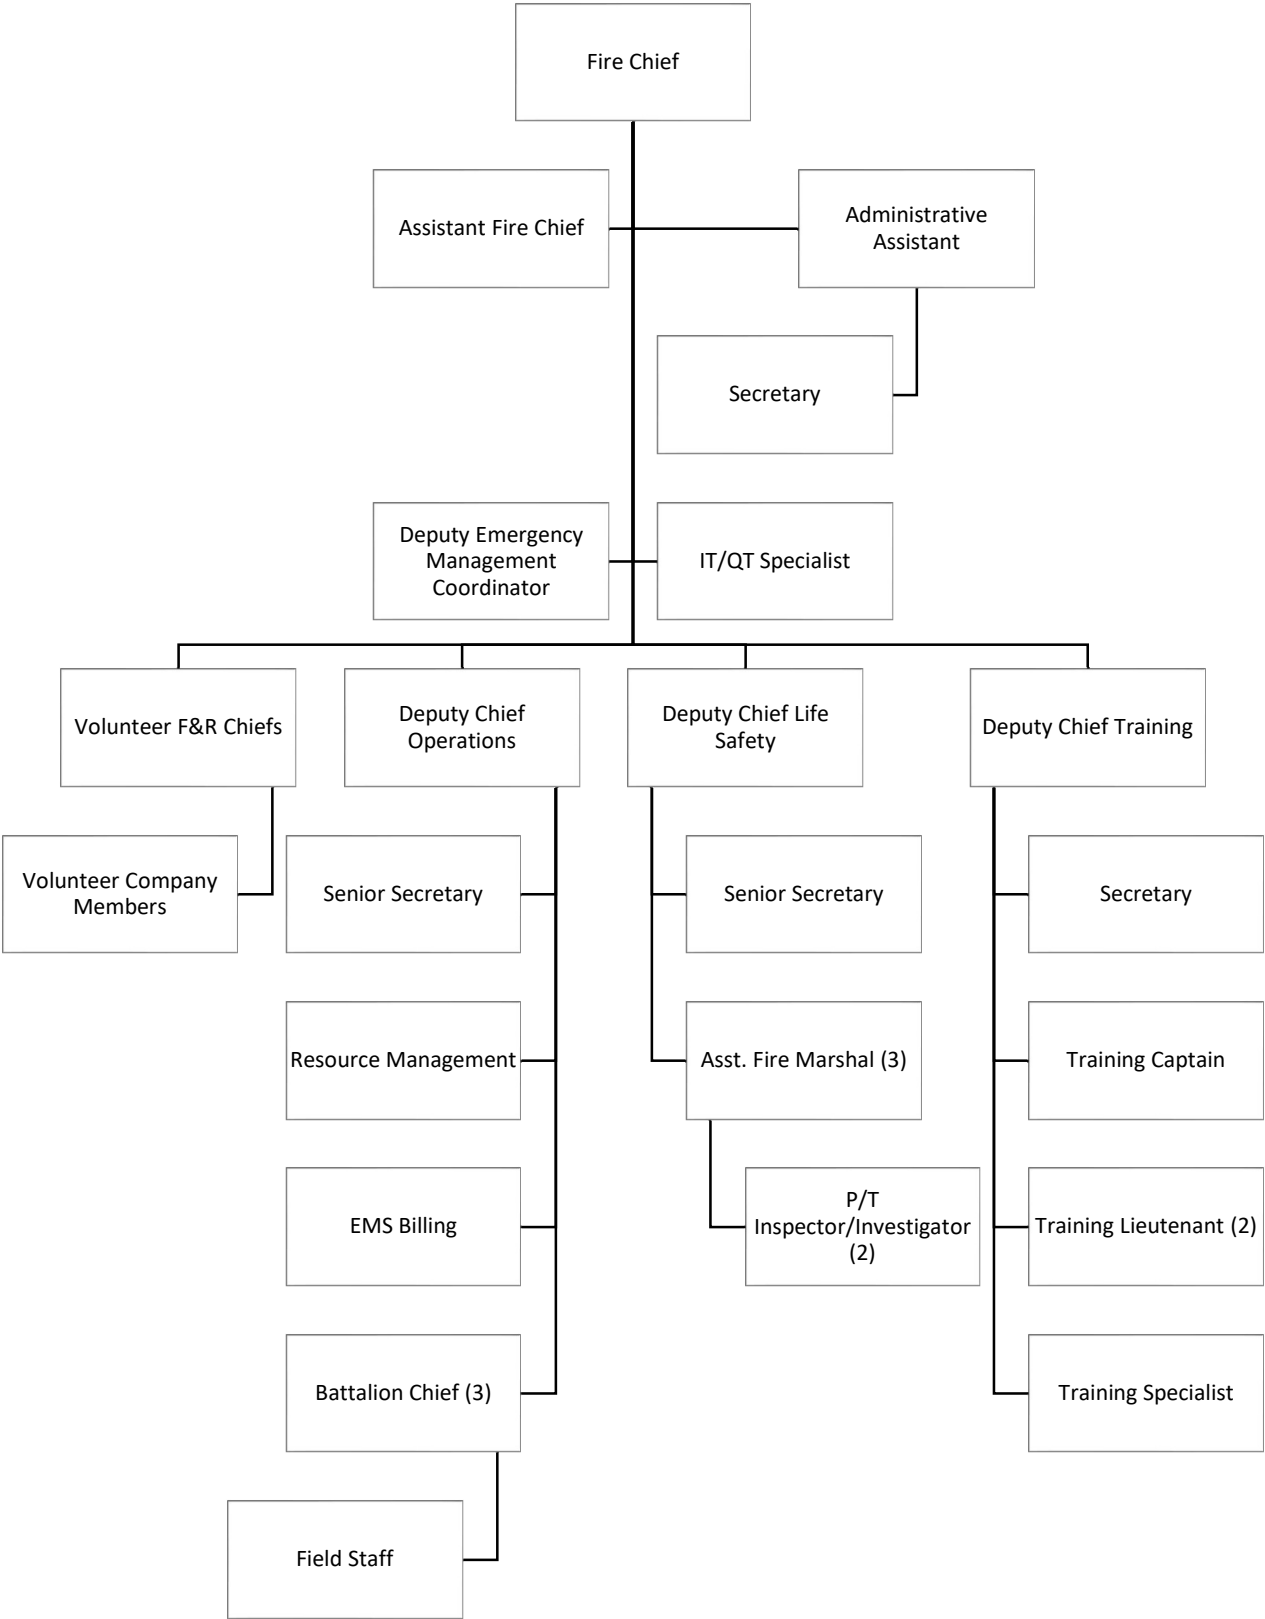 Fire Chief
Assistant Fire Chief
Administrative
Assistant
Secretary
Deputy Emergency
Management
Coordinator
IT/QT Specialist
Volunteer F&R Chiefs
Deputy Chief
Operations
Deputy Chief Life
Safety
Deputy Chief Training
Volunteer Company
Members
Senior Secretary
Senior Secretary
Secretary
Resource Management
Asst. Fire Marshal (3)
Training Captain
EMS Billing
P/T
Inspector/Investigator
(2)
Training Lieutenant (2)
Battalion Chief (3)
Training Specialist
Field Staff